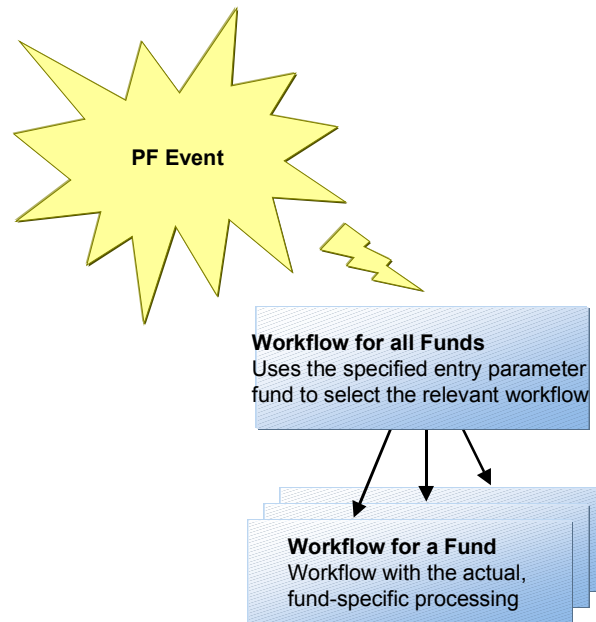 PF Event
Workflow for all Funds
Uses the specified entry parameter
fund to select the relevant workflow
Workflow for a Fund
Workflow with the actual,
fund-specific processing